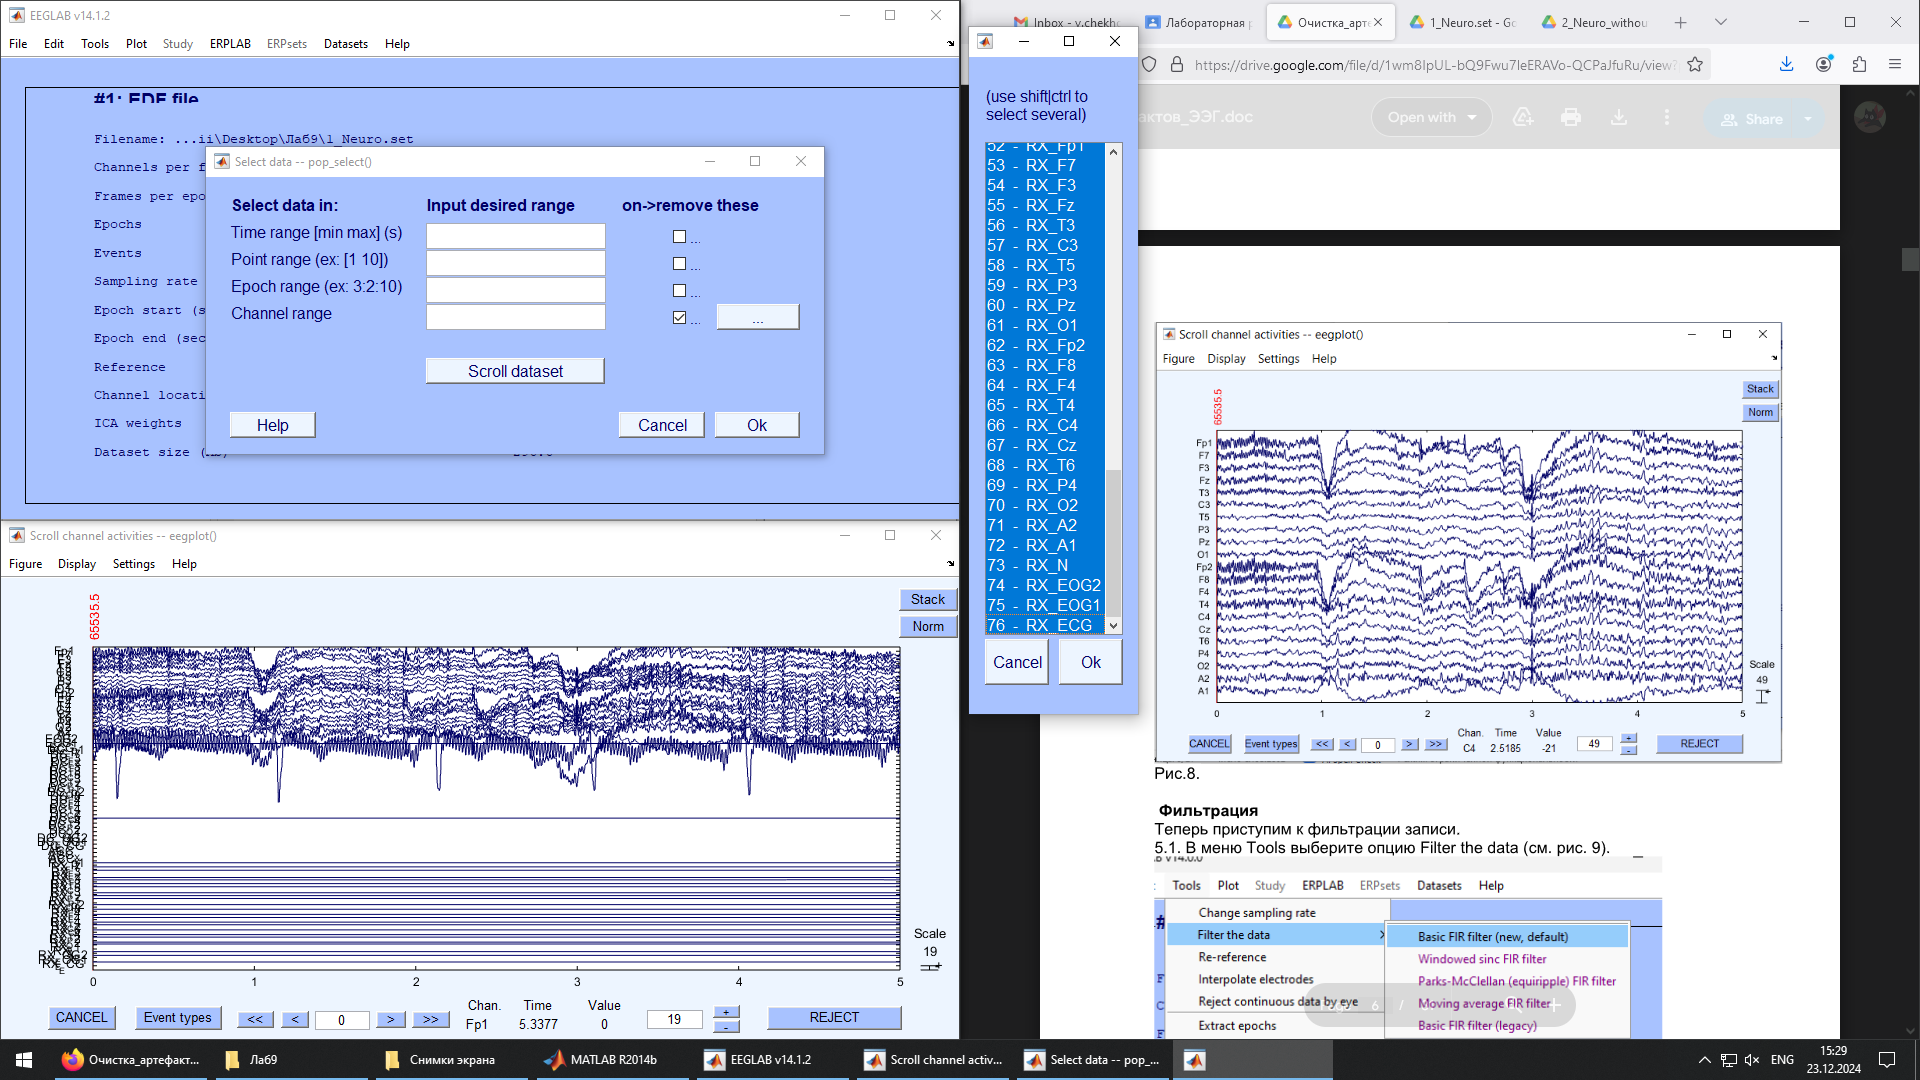 EEGLAB v14.1.2
File Edit Tools Plot Study ERPLAB ERPsets Datasets Help
#1: EDF file
Filename: ...ii\Desktop\Лаб9\1_Neuro.set
Channels per f
Frames per epo
Epochs
Events
Sampling rate
Epoch start (s
Epoch end (sec
Reference
Channel locati
ICA weights
Dataset size
Select data -- pop_select()
Select data in: Input desired range on->remove these
Time range [min max] (s) ...
Point range (ex: [1 10]) ...
Epoch range (ex: 3:2:10) ...
Channel range ... ...
Scroll dataset
Help Cancel Ok
Scroll channel activities -- eegplot()
Figure Display Settings Help
65535.5
Stack
Norm
Scale
19
0 1 2 3 4 5
Chan. Time Value
CANCEL Event types << < 0 > >> Fp1 5.3377 0 19 + - REJECT
(use shift|ctrl to
select several)
52 - RX_Fp1
53 - RX_F7
54 - RX_F3
55 - RX_Fz
56 - RX_T3
57 - RX_C3
58 - RX_T5
59 - RX_P3
60 - RX_Pz
61 - RX_O1
62 - RX_Fp2
63 - RX_F8
64 - RX_F4
65 - RX_T4
66 - RX_C4
67 - RX_Cz
68 - RX_T6
69 - RX_P4
70 - RX_O2
71 - RX_A2
72 - RX_A1
73 - RX_N
74 - RX_EOG2
75 - RX_EOG1
76 - RX_ECG
Cancel Ok
Inbox - v.chekh Лабораторная р Очистка_арте 1_Neuro.set - Go 2_Neuro_withou
https://drive.google.com/file/d/1wm8IpUL-bQ9Fwu7IeERAVo-QCPaJfuRu/view?
актов_ЭЭГ.doc Open with Share
Scroll channel activities -- eegplot()
Figure Display Settings Help
65535.5
Stack
Norm
Fp1
F7
F3
Fz
T3
C3
T5
P3
Pz
O1
Fp2
F8
F4
T4
C4
Cz
T6
P4
O2
A2
A1
Scale
49
0 1 2 3 4 5
Chan. Time Value
CANCEL Event types << < 0 > >> C4 2.5185 -21 49 + - REJECT
Рис.8.
Фильтрация
Теперь приступим к фильтрации записи.
5.1. В меню Tools выберите опцию Filter the data (см. рис. 9).
Tools Plot Study ERPLAB ERPsets Datasets Help
Change sampling rate
Filter the data
Re-reference
Interpolate electrodes
Reject continuous data by eye
Extract epochs
Basic FIR filter (new, default)
Windowed sinc FIR filter
Parks-McClellan (equiripple) FIR filter
Moving average FIR filter
Basic FIR filter (legacy)
6 /
Очистка_артефакт... Лаб9 Снимки экрана MATLAB R2014b EEGLAB v14.1.2 Scroll channel activ... Select data -- pop_... ENG
15:29
23.12.2024